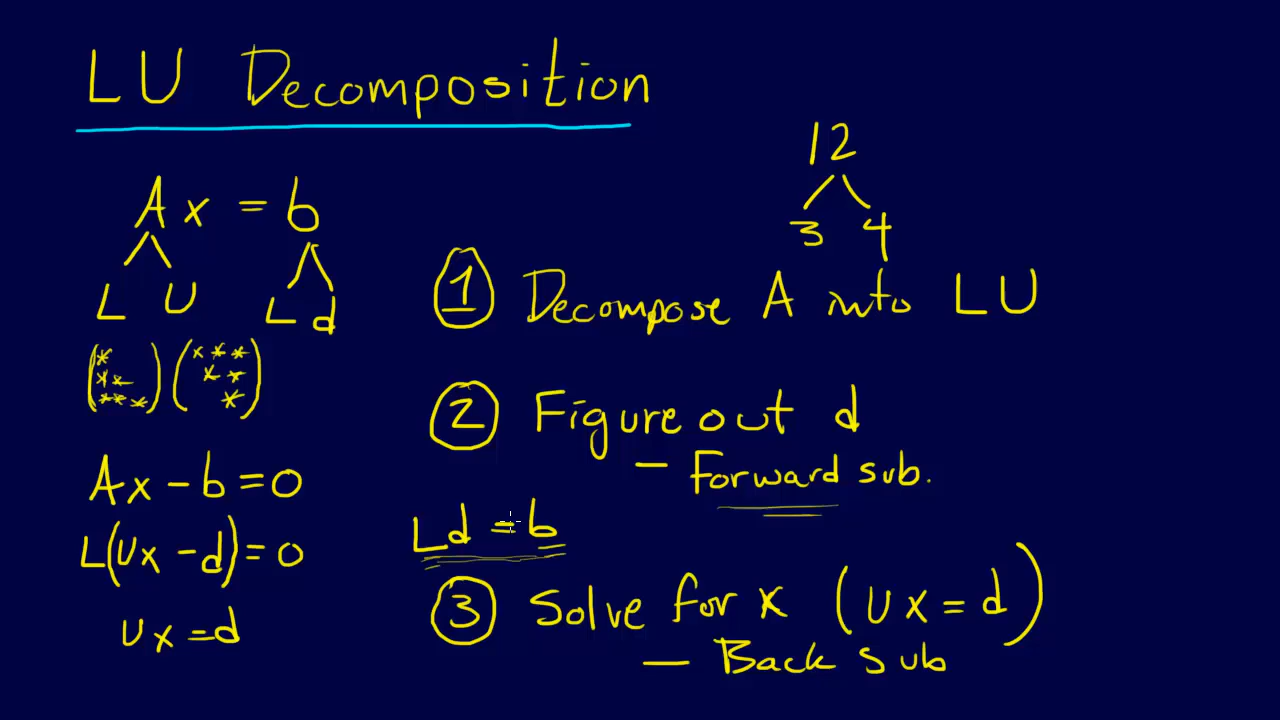 LU Decomposition
Ax = b
L U L d
(* ** ***) (*** ** *)
Ax - b = 0
L(Ux - d) = 0
Ux = d
12
3 4
1 Decompose A into LU
2 Figure out d
- Forward sub.
Ld = b
3 Solve for x (Ux = d)
- Back sub